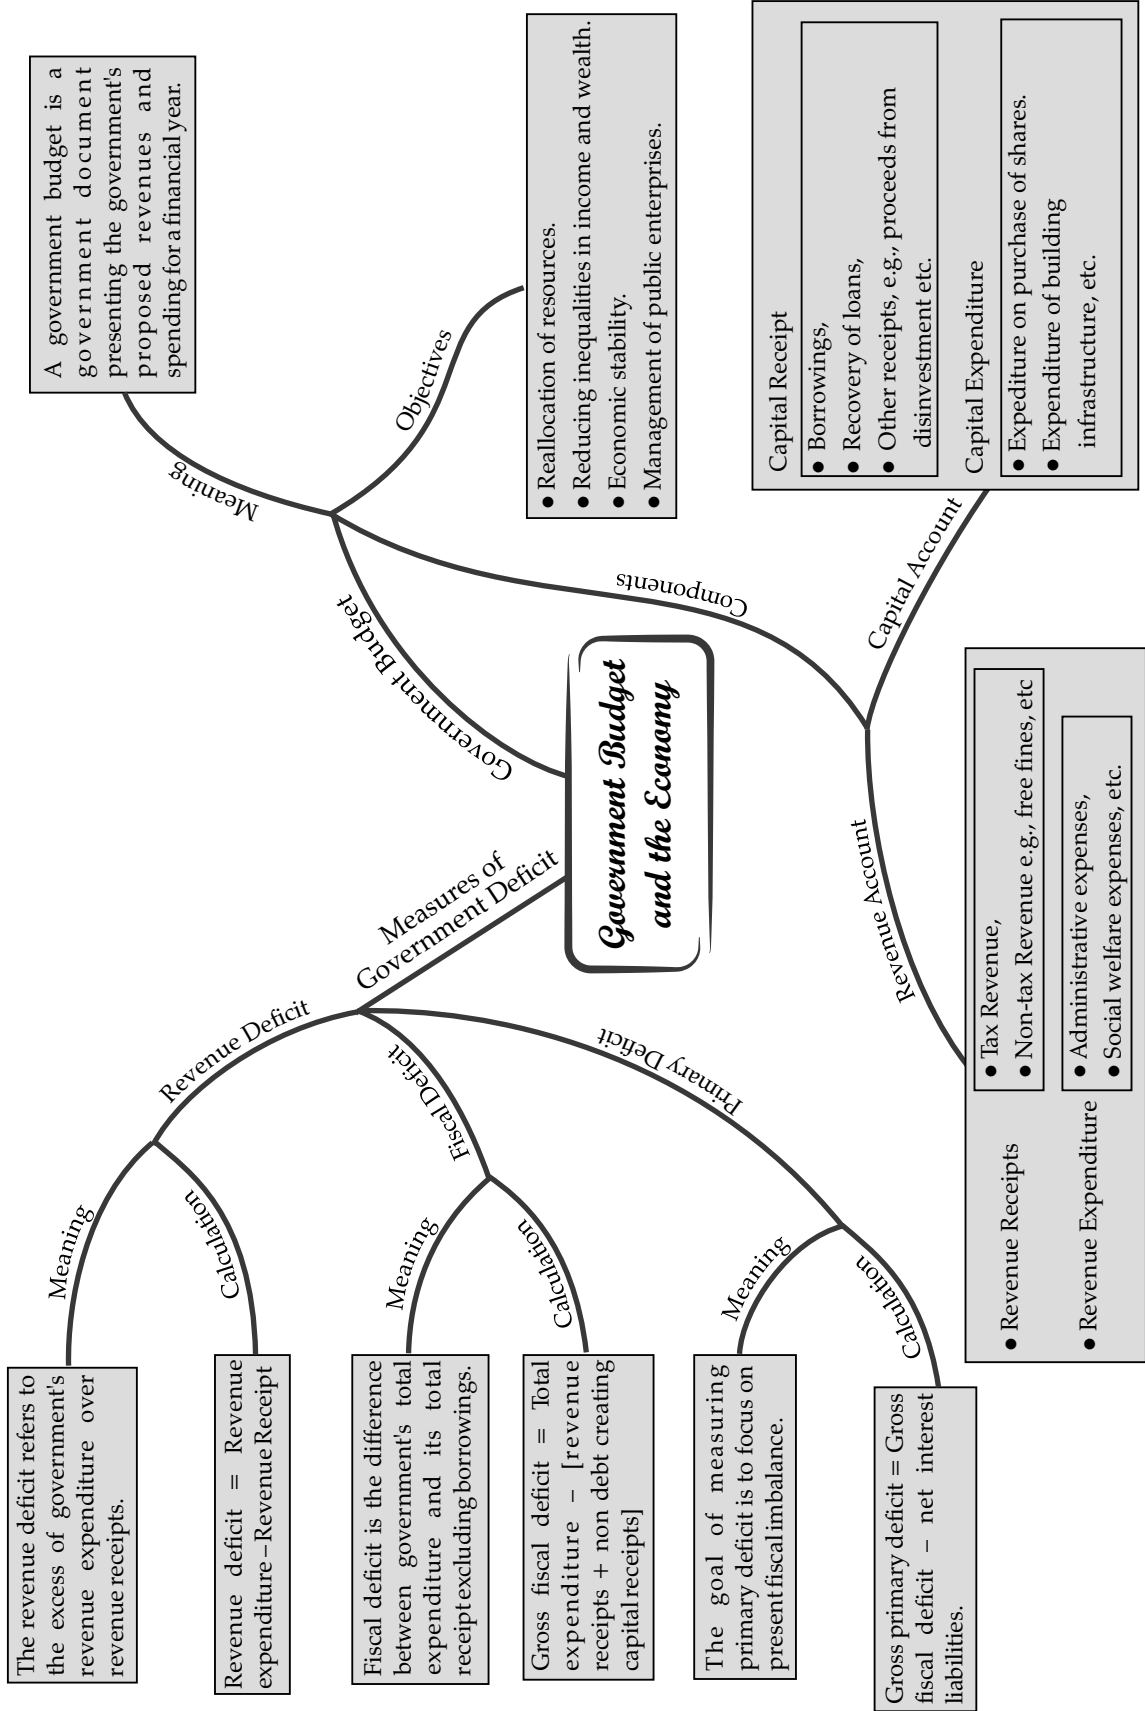 Government Budget
and the Economy
Government Budget
Meaning
A government budget is a
government document
presenting the government's
proposed revenues and
spending for a financial year.
Objectives
● Reallocation of resources.
● Reducing inequalities in income and wealth.
● Economic stability.
● Management of public enterprises.
Components
Capital Account
Capital Receipt
● Borrowings,
● Recovery of loans,
● Other receipts, e.g., proceeds from
disinvestment etc.
Capital Expenditure
● Expediture on purchase of shares.
● Expenditure of building
infrastructure, etc.
Revenue Account
● Revenue Receipts
● Tax Revenue,
● Non-tax Revenue e.g., free fines, etc
● Revenue Expenditure
● Administrative expenses,
● Social welfare expenses, etc.
Measures of
Government Deficit
Revenue Deficit
Meaning
The revenue deficit refers to
the excess of government's
revenue expenditure over
revenue receipts.
Calculation
Revenue deficit = Revenue
expenditure – Revenue Receipt
Fiscal Deficit
Meaning
Fiscal deficit is the difference
between government's total
expenditure and its total
receipt excluding borrowings.
Calculation
Gross fiscal deficit = Total
expenditure – [revenue
receipts + non debt creating
capital receipts]
Primary Deficit
Meaning
The goal of measuring
primary deficit is to focus on
present fiscal imbalance.
Calculation
Gross primary deficit = Gross
fiscal deficit – net interest
liabilities.